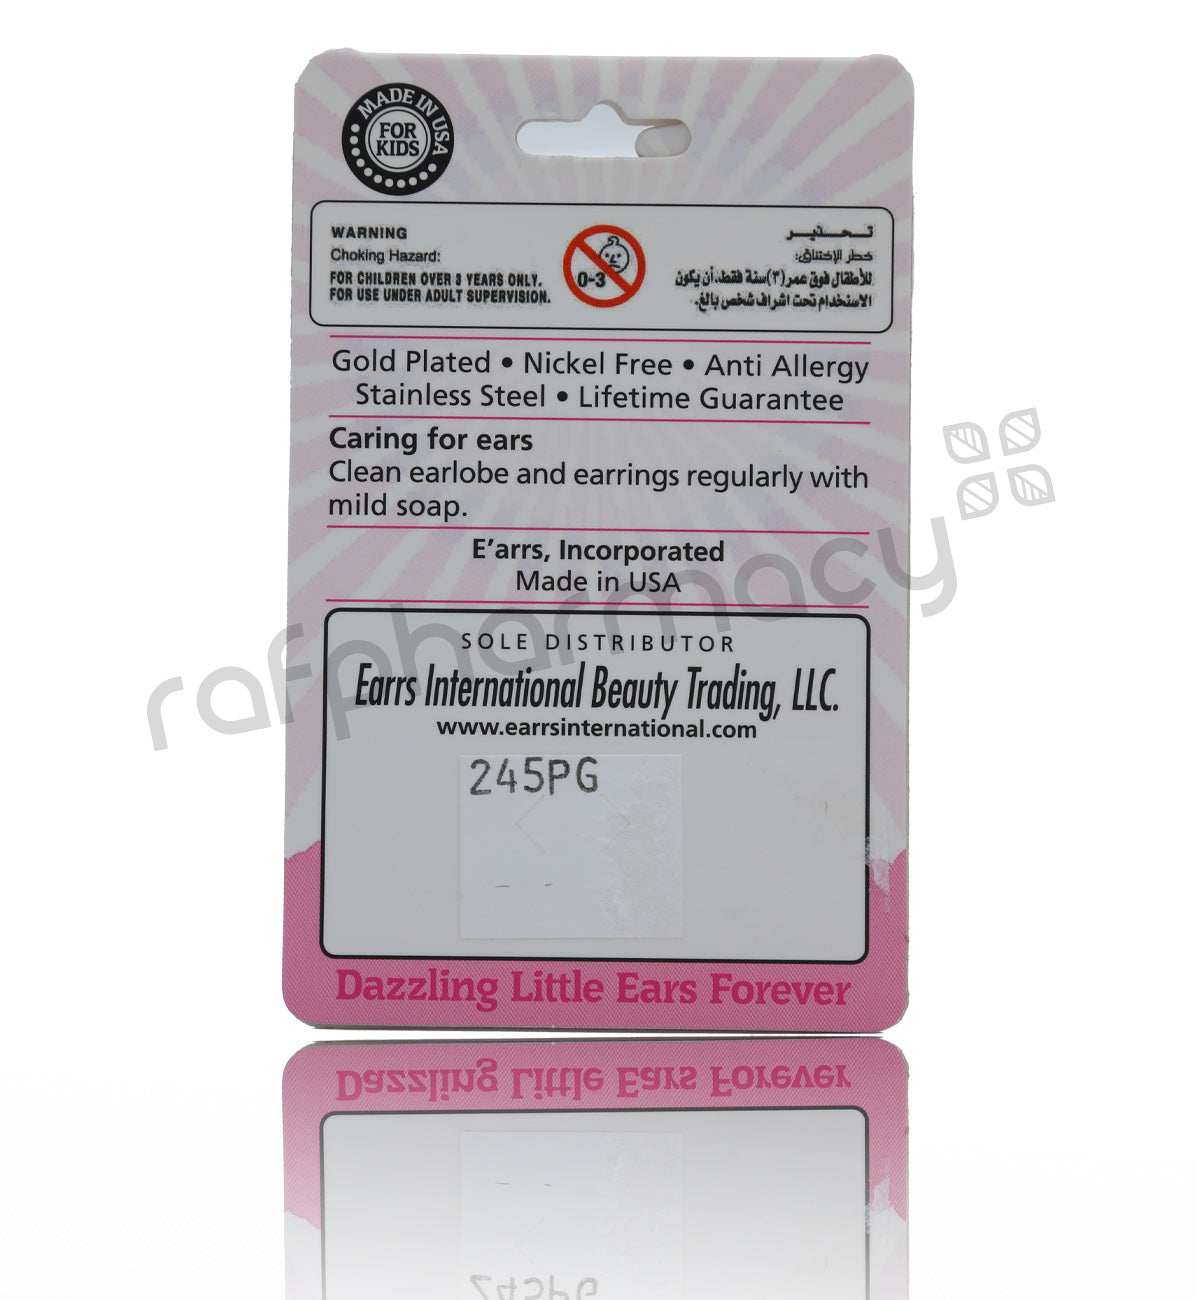 MADE IN USA
FOR
KIDS
WARNING
Choking Hazard:
FOR CHILDREN OVER 3 YEARS ONLY.
FOR USE UNDER ADULT SUPERVISION.
0-3
تحذير
خطر الإختناق:
للأطفال فوق عمر (٣) سنة فقط، أن يكون
الاستخدام تحت اشراف شخص بالغ.
Gold Plated • Nickel Free • Anti Allergy
Stainless Steel • Lifetime Guarantee
Caring for ears
Clean earlobe and earrings regularly with
mild soap.
E’arrs, Incorporated
Made in USA
rafpharmacy
SOLE DISTRIBUTOR
Earrs International Beauty Trading, LLC.
www.earrsinternational.com
245PG
Dazzling Little Ears Forever